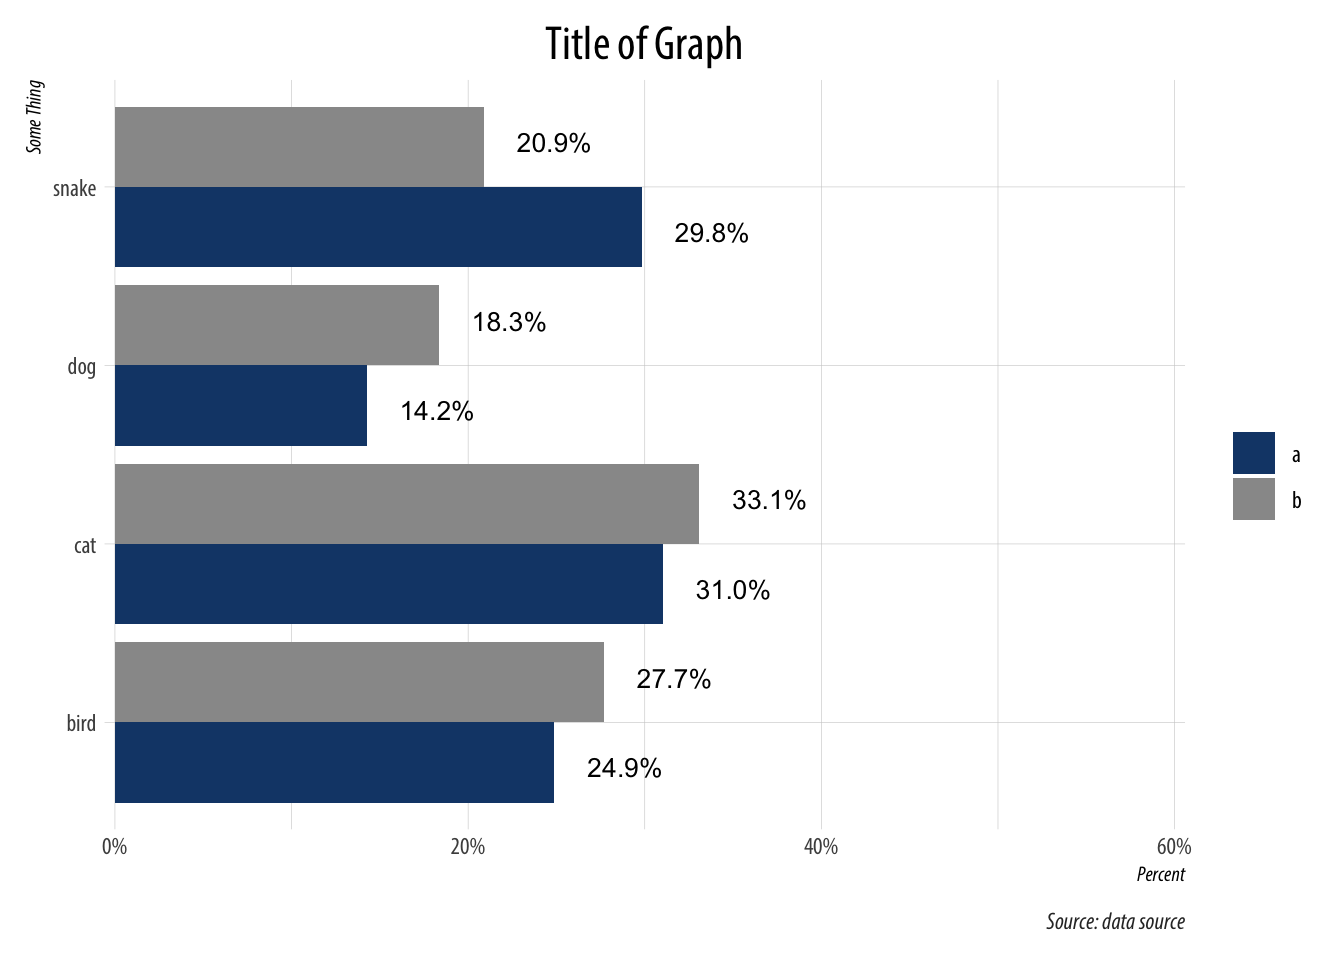 Title of Graph
Some Thing
20.9%
snake
29.8%
18.3%
dog
14.2%
a
33.1%
b
cat
31.0%
27.7%
bird
24.9%
0% 20% 40% 60%
Percent
Source: data source